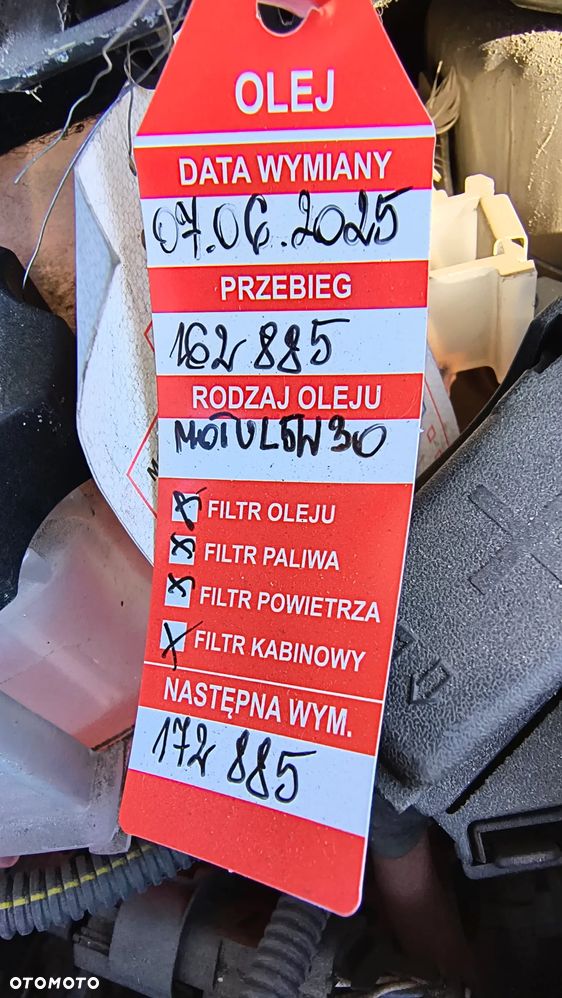 OLEJ
DATA WYMIANY
07.06.2025
PRZEBIEG
162 885
RODZAJ OLEJU
MOTUL 5W30
FILTR OLEJU
FILTR PALIWA
FILTR POWIETRZA
FILTR KABINOWY
NASTĘPNA WYM.
172 885
OTOMOTO